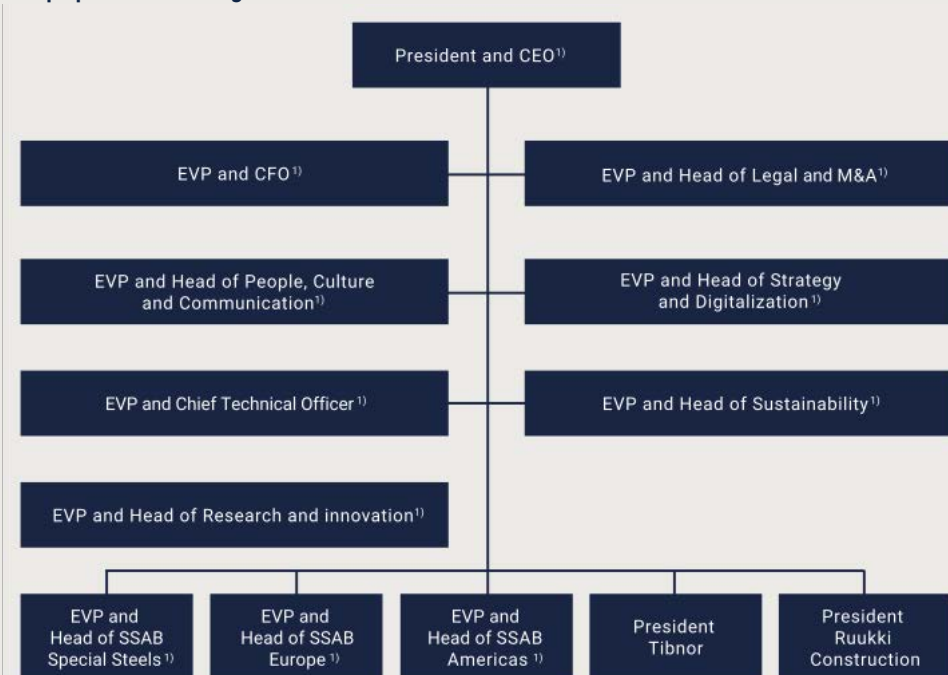 President and CEO¹⁾
EVP and CFO¹⁾
EVP and Head of Legal and M&A¹⁾
EVP and Head of People, Culture
and Communication¹⁾
EVP and Head of Strategy
and Digitalization¹⁾
EVP and Chief Technical Officer¹⁾
EVP and Head of Sustainability¹⁾
EVP and Head of Research and innovation¹⁾
EVP and
Head of SSAB
Special Steels¹⁾
EVP and
Head of SSAB
Europe¹⁾
EVP and
Head of SSAB
Americas¹⁾
President
Tibnor
President
Ruukki
Construction